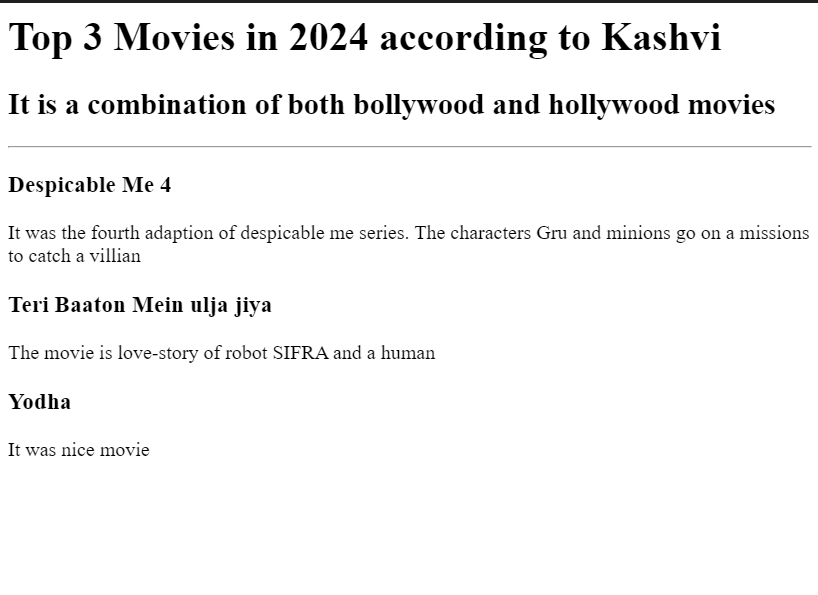 Top 3 Movies in 2024 according to Kashvi
It is a combination of both bollywood and hollywood movies
Despicable Me 4
It was the fourth adaption of despicable me series. The characters Gru and minions go on a missions
to catch a villian
Teri Baaton Mein ulja jiya
The movie is love-story of robot SIFRA and a human
Yodha
It was nice movie